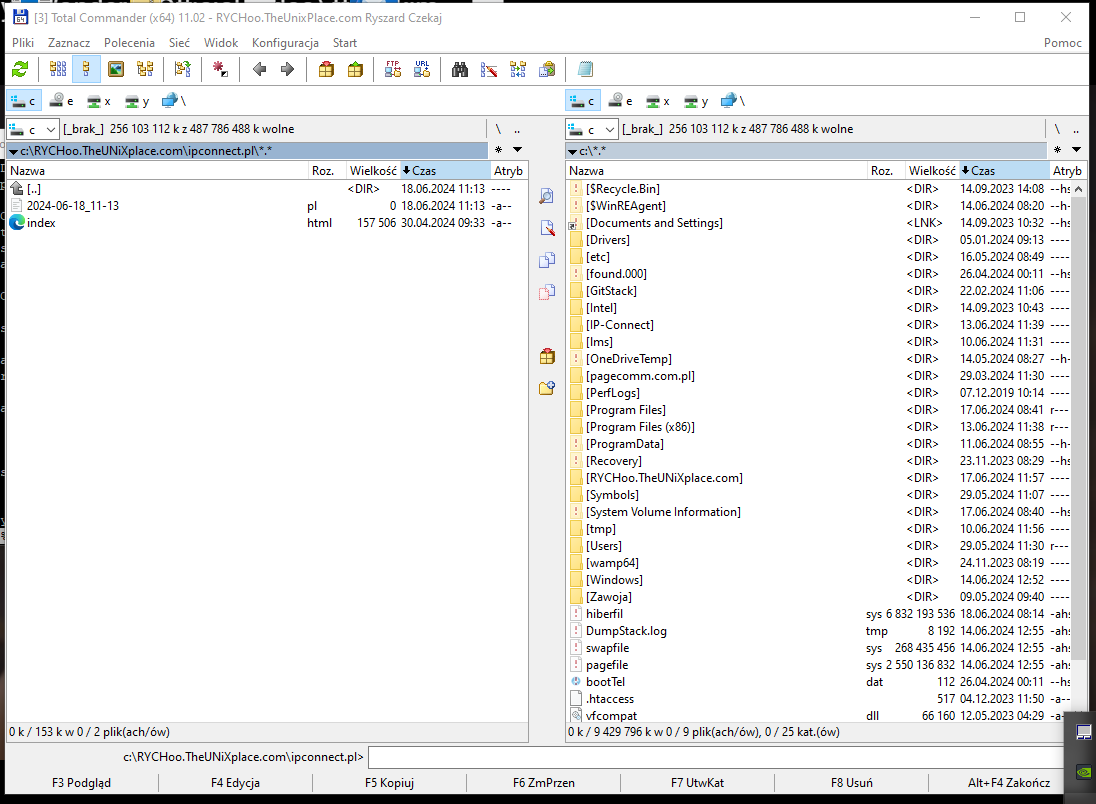 [3] Total Commander (x64) 11.02 - RYCHoo.TheUnixPlace.com Ryszard Czekaj
Pliki Zaznacz Polecenia Sieć Widok Konfiguracja Start Pomoc
FTP URL
c e x y \ c e x y \
c [_brak_] 256 103 112 k z 487 786 488 k wolne \ .. c [_brak_] 256 103 112 k z 487 786 488 k wolne \ ..
c:\RYCHoo.TheUNiXplace.com\ipconnect.pl\*.* *
Nazwa Roz. Wielkość Czas Atryb
[..] <DIR> 18.06.2024 11:13 ----
2024-06-18_11-13 pl 0 18.06.2024 11:13 -a--
index html 157 506 30.04.2024 09:33 -a--
0 k / 153 k w 0 / 2 plik(ach/ów)
c:\*.* *
Nazwa Roz. Wielkość Czas Atryb
[$Recycle.Bin] <DIR> 14.09.2023 14:08 --hs
[$WinREAgent] <DIR> 14.06.2024 08:20 --h-
[Documents and Settings] <LNK> 14.09.2023 10:32 --hs
[Drivers] <DIR> 05.01.2024 09:13 ----
[etc] <DIR> 16.05.2024 08:49 ----
[found.000] <DIR> 26.04.2024 00:11 --hs
[GitStack] <DIR> 22.02.2024 11:06 ----
[Intel] <DIR> 14.09.2023 10:43 ----
[IP-Connect] <DIR> 13.06.2024 11:39 ----
[lms] <DIR> 10.06.2024 11:31 ----
[OneDriveTemp] <DIR> 14.05.2024 08:27 --h-
[pagecomm.com.pl] <DIR> 29.03.2024 11:30 ----
[PerfLogs] <DIR> 07.12.2019 10:14 ----
[Program Files] <DIR> 17.06.2024 08:41 r---
[Program Files (x86)] <DIR> 13.06.2024 11:38 r---
[ProgramData] <DIR> 11.06.2024 08:55 --h-
[Recovery] <DIR> 23.11.2023 08:29 --hs
[RYCHoo.TheUNiXplace.com] <DIR> 17.06.2024 11:57 ----
[Symbols] <DIR> 29.05.2024 11:07 ----
[System Volume Information] <DIR> 17.06.2024 08:40 --hs
[tmp] <DIR> 10.06.2024 11:56 ----
[Users] <DIR> 29.05.2024 11:30 r---
[wamp64] <DIR> 24.11.2023 08:19 ----
[Windows] <DIR> 14.06.2024 12:52 ----
[Zawoja] <DIR> 09.05.2024 09:40 ----
hiberfil sys 6 832 193 536 18.06.2024 08:14 -ahs
DumpStack.log tmp 8 192 14.06.2024 12:55 -ahs
swapfile sys 268 435 456 14.06.2024 12:55 -ahs
pagefile sys 2 550 136 832 14.06.2024 12:55 -ahs
bootTel dat 112 26.04.2024 00:11 --hs
.htaccess 517 04.12.2023 11:50 -a--
vfcompat dll 66 160 12.05.2023 04:29 -a--
0 k / 9 429 796 k w 0 / 9 plik(ach/ów), 0 / 25 kat.(ów)
c:\RYCHoo.TheUNiXplace.com\ipconnect.pl>
F3 Podgląd F4 Edycja F5 Kopiuj F6 ZmPrzen F7 UtwKat F8 Usuń Alt+F4 Zakończ